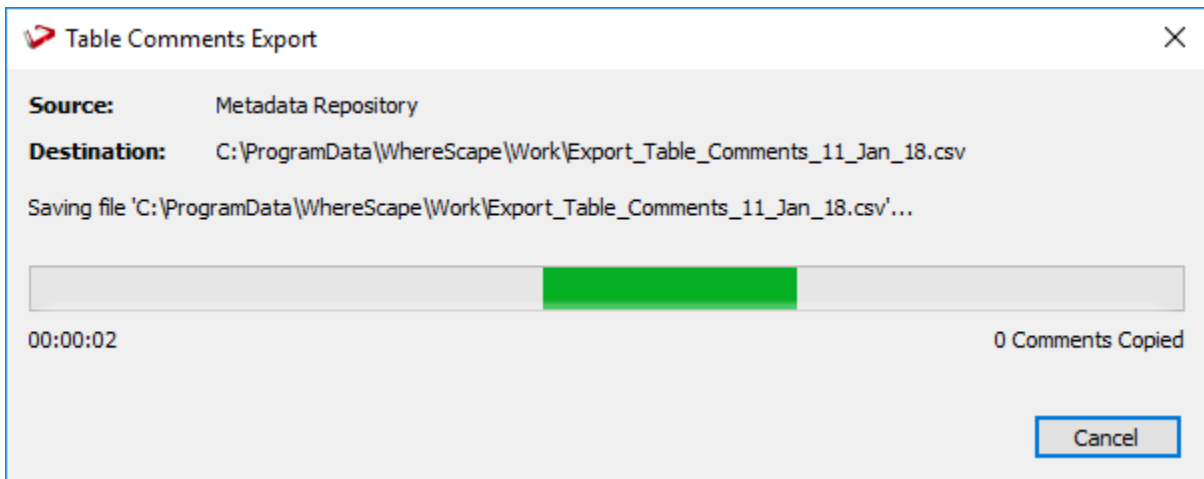 Table Comments Export
Source: Metadata Repository
Destination: C:\ProgramData\WhereScape\Work\Export_Table_Comments_11_Jan_18.csv
Saving file 'C:\ProgramData\WhereScape\Work\Export_Table_Comments_11_Jan_18.csv'...
00:00:02 0 Comments Copied
Cancel